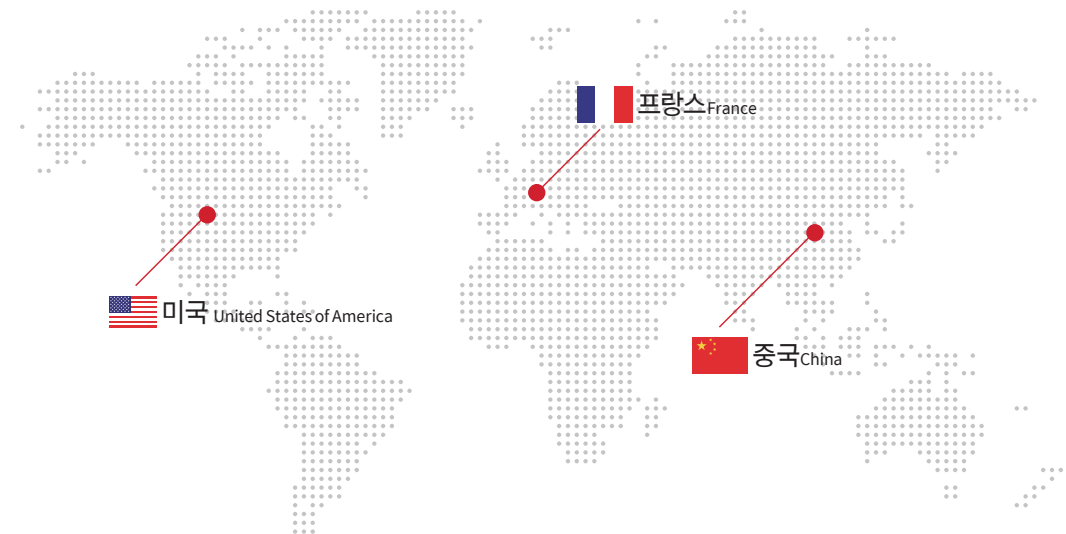 프랑스France
미국 United States of America
중국China